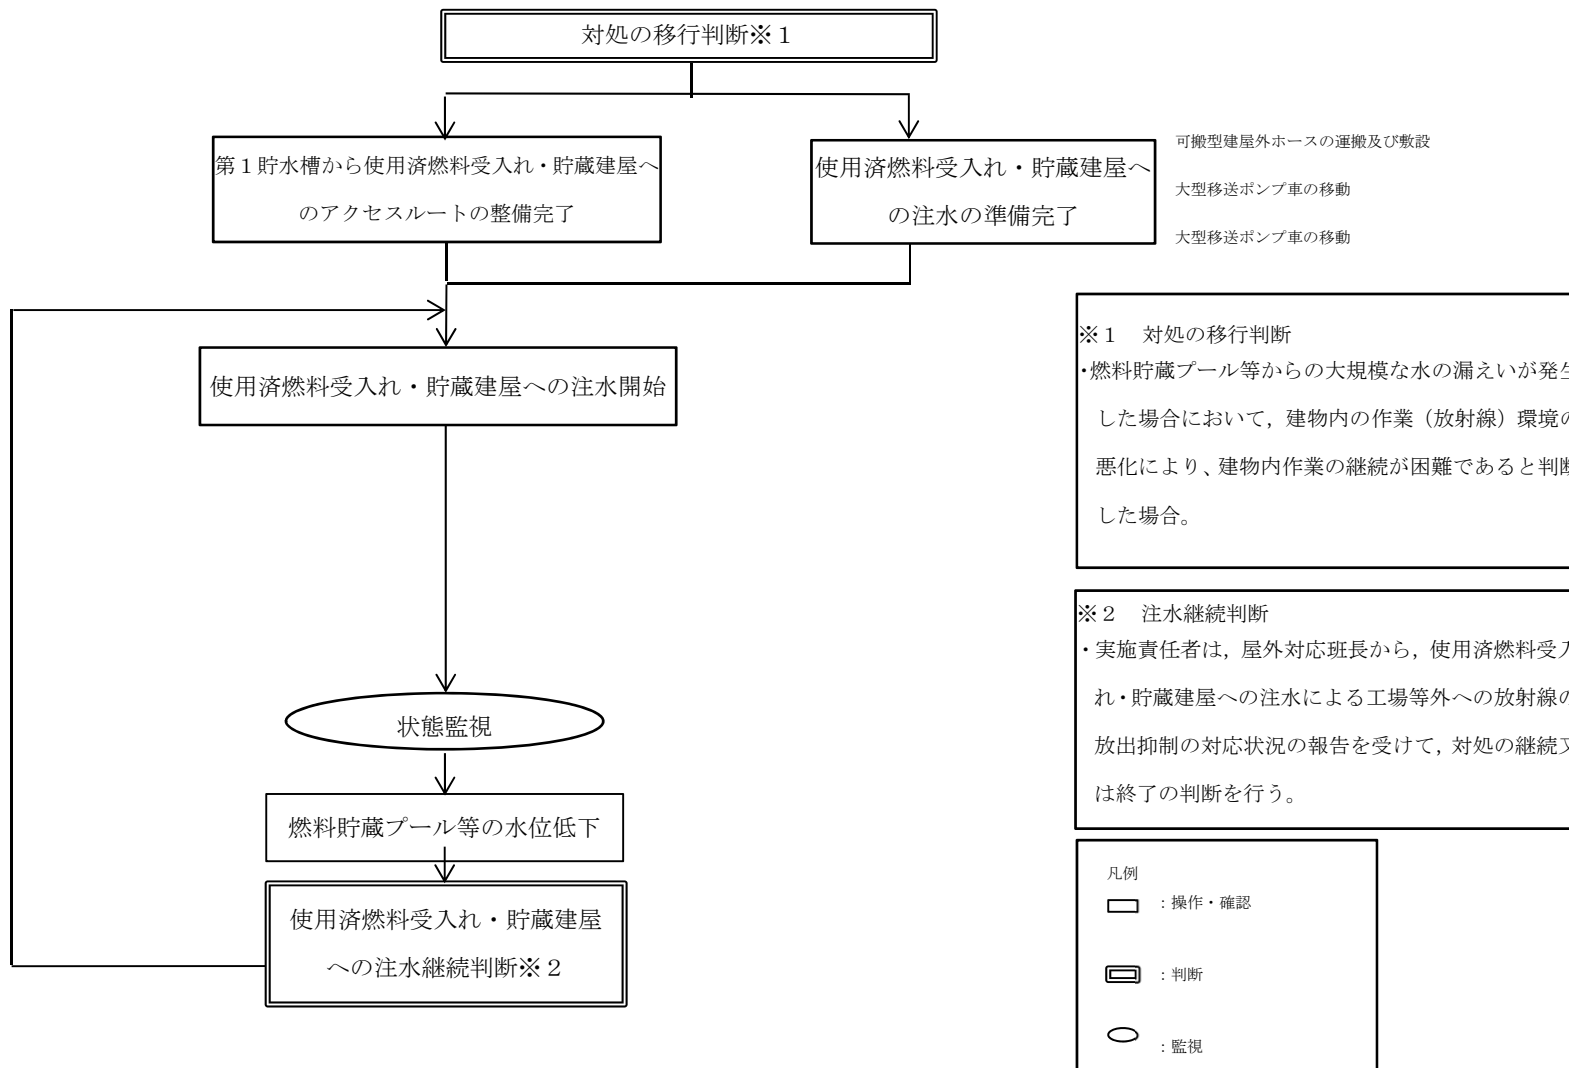 対処の移行判断※１
第１貯水槽から使用済燃料受入れ・貯蔵建屋へ
のアクセスルートの整備完了
使用済燃料受入れ・貯蔵建屋へ
の注水の準備完了
可搬型建屋外ホースの運搬及び敷設
大型移送ポンプ車の移動
大型移送ポンプ車の移動
使用済燃料受入れ・貯蔵建屋への注水開始
状態監視
燃料貯蔵プール等の水位低下
使用済燃料受入れ・貯蔵建屋
への注水継続判断※２
※１　対処の移行判断
・燃料貯蔵プール等からの大規模な水の漏えいが発生
した場合において，建物内の作業（放射線）環境の
悪化により、建物内作業の継続が困難であると判断
した場合。
※２　注水継続判断
・実施責任者は，屋外対応班長から，使用済燃料受入
れ・貯蔵建屋への注水による工場等外への放射線の
放出抑制の対応状況の報告を受けて，対処の継続又
は終了の判断を行う。
凡例
：操作・確認
：判断
：監視